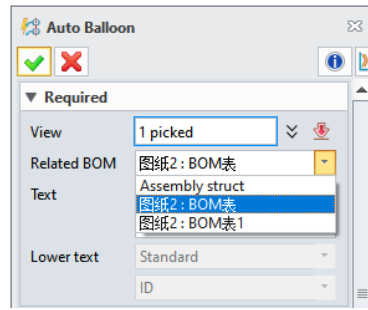 Auto Balloon
Required
View 1 picked
Related BOM 图纸2 : BOM表
Text Assembly struct
图纸2 : BOM表
图纸2 : BOM表1
Lower text Standard
ID